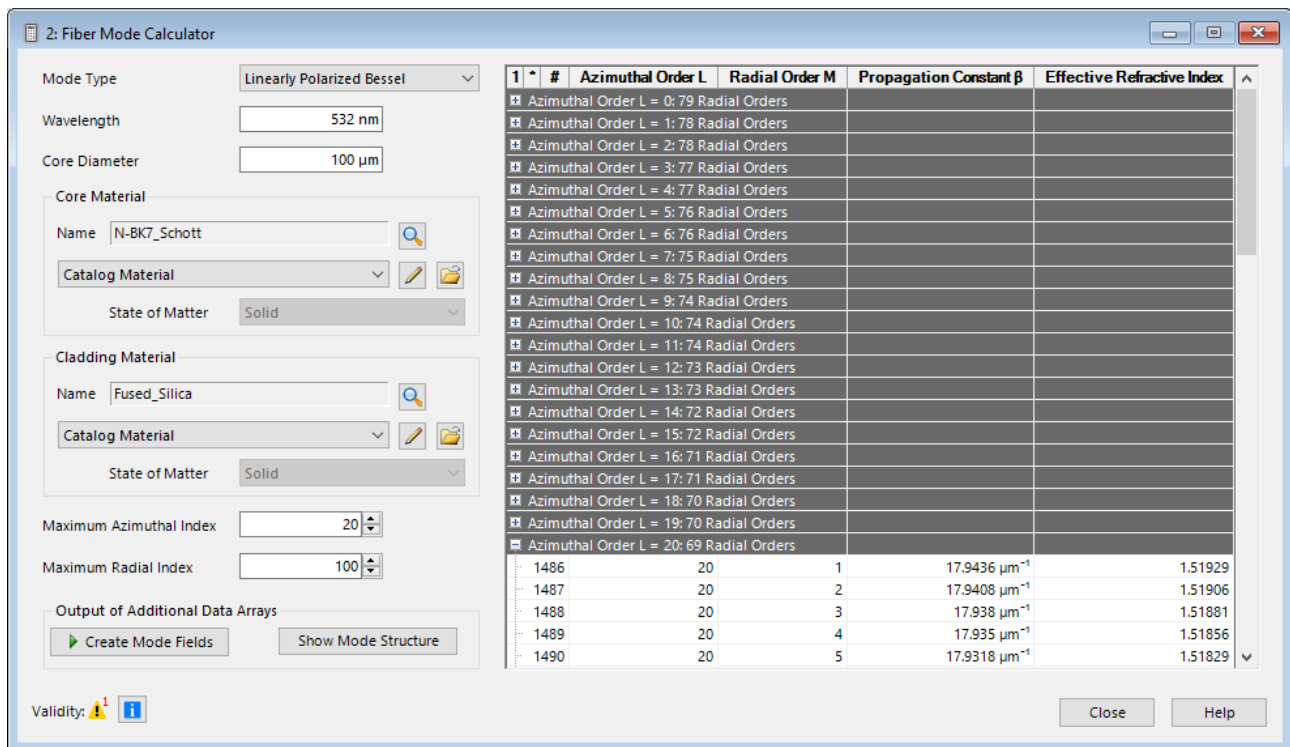 2: Fiber Mode Calculator
Mode Type Linearly Polarized Bessel
Wavelength 532 nm
Core Diameter 100 µm
Core Material
Name N-BK7_Schott
Catalog Material
State of Matter Solid
Cladding Material
Name Fused_Silica
Catalog Material
State of Matter Solid
Maximum Azimuthal Index 20
Maximum Radial Index 100
Output of Additional Data Arrays
Create Mode Fields Show Mode Structure
1 * # Azimuthal Order L Radial Order M Propagation Constant β Effective Refractive Index
Azimuthal Order L = 0: 79 Radial Orders
Azimuthal Order L = 1: 78 Radial Orders
Azimuthal Order L = 2: 78 Radial Orders
Azimuthal Order L = 3: 77 Radial Orders
Azimuthal Order L = 4: 77 Radial Orders
Azimuthal Order L = 5: 76 Radial Orders
Azimuthal Order L = 6: 76 Radial Orders
Azimuthal Order L = 7: 75 Radial Orders
Azimuthal Order L = 8: 75 Radial Orders
Azimuthal Order L = 9: 74 Radial Orders
Azimuthal Order L = 10: 74 Radial Orders
Azimuthal Order L = 11: 74 Radial Orders
Azimuthal Order L = 12: 73 Radial Orders
Azimuthal Order L = 13: 73 Radial Orders
Azimuthal Order L = 14: 72 Radial Orders
Azimuthal Order L = 15: 72 Radial Orders
Azimuthal Order L = 16: 71 Radial Orders
Azimuthal Order L = 17: 71 Radial Orders
Azimuthal Order L = 18: 70 Radial Orders
Azimuthal Order L = 19: 70 Radial Orders
Azimuthal Order L = 20: 69 Radial Orders
1486 20 1 17.9436 µm⁻¹ 1.51929
1487 20 2 17.9408 µm⁻¹ 1.51906
1488 20 3 17.938 µm⁻¹ 1.51881
1489 20 4 17.935 µm⁻¹ 1.51856
1490 20 5 17.9318 µm⁻¹ 1.51829
Validity: 1
Close Help